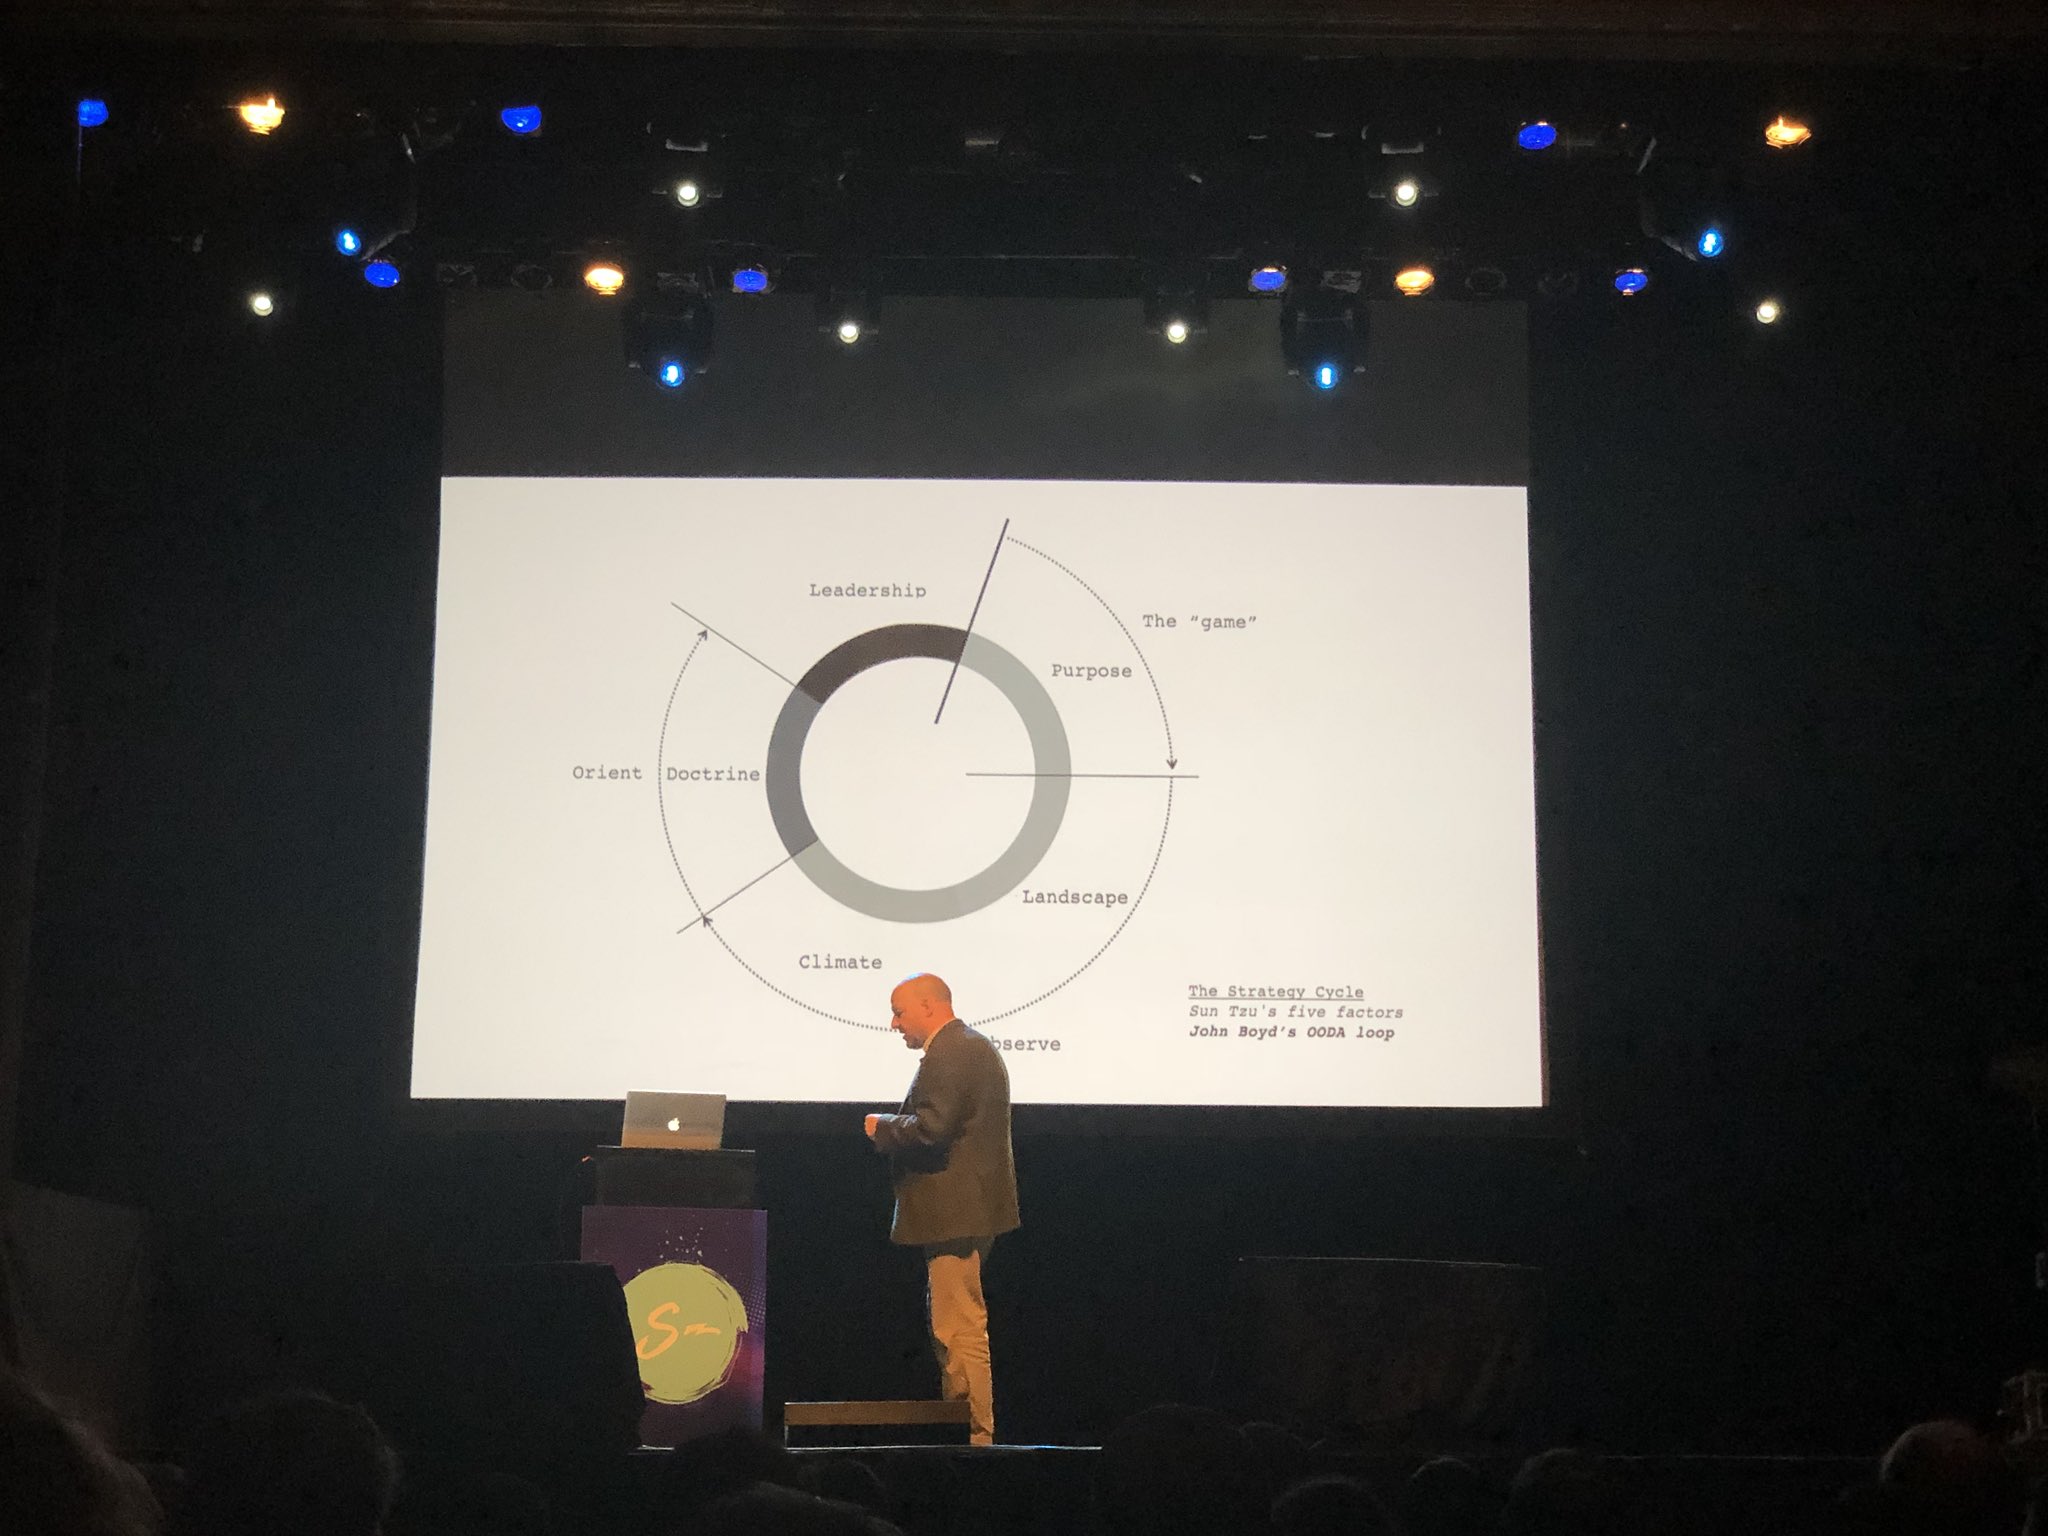 Leadership
The “game”
Purpose
Orient
Doctrine
Landscape
Climate
bserve
The Strategy Cycle
Sun Tzu's five factors
John Boyd’s OODA loop